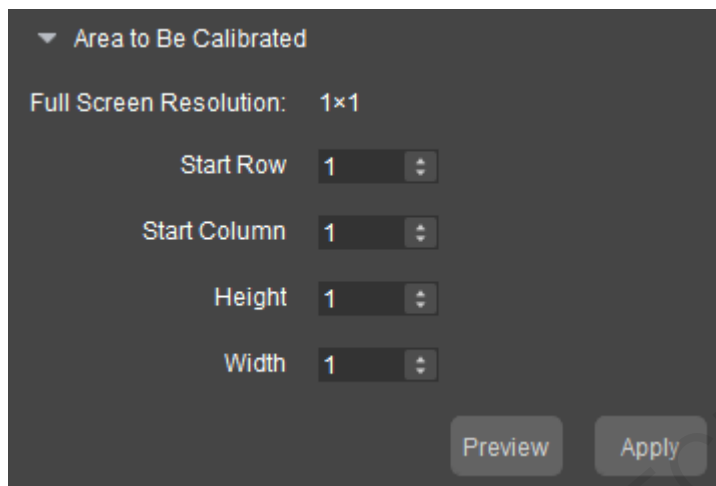 Area to Be Calibrated
Full Screen Resolution: 1×1
Start Row 1
Start Column 1
Height 1
Width 1
Preview Apply